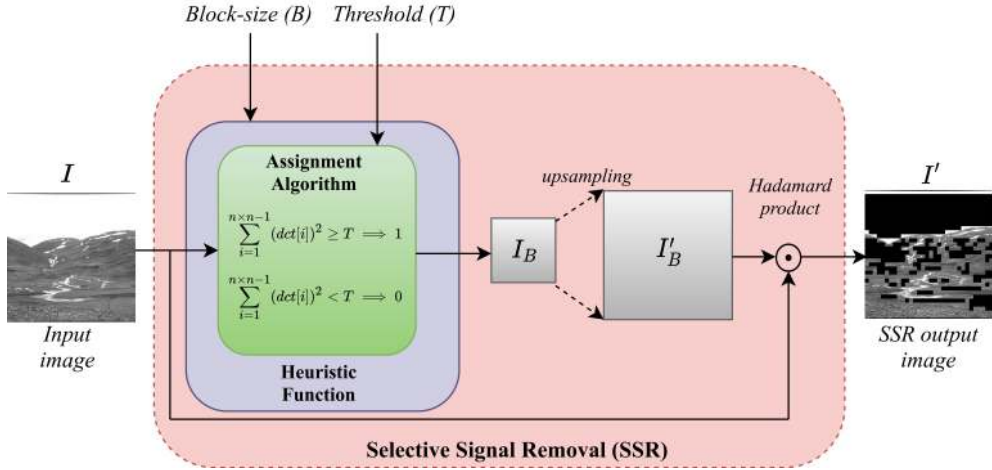 Block-size (B)
Threshold (T)
I
Input
image
Assignment
Algorithm
n×n−1
∑ (dct[i])² ≥ T ⟹ 1
i=1
n×n−1
∑ (dct[i])² < T ⟹ 0
i=1
Heuristic
Function
I_B
upsampling
I'_B
Hadamard
product
I'
SSR output
image
Selective Signal Removal (SSR)